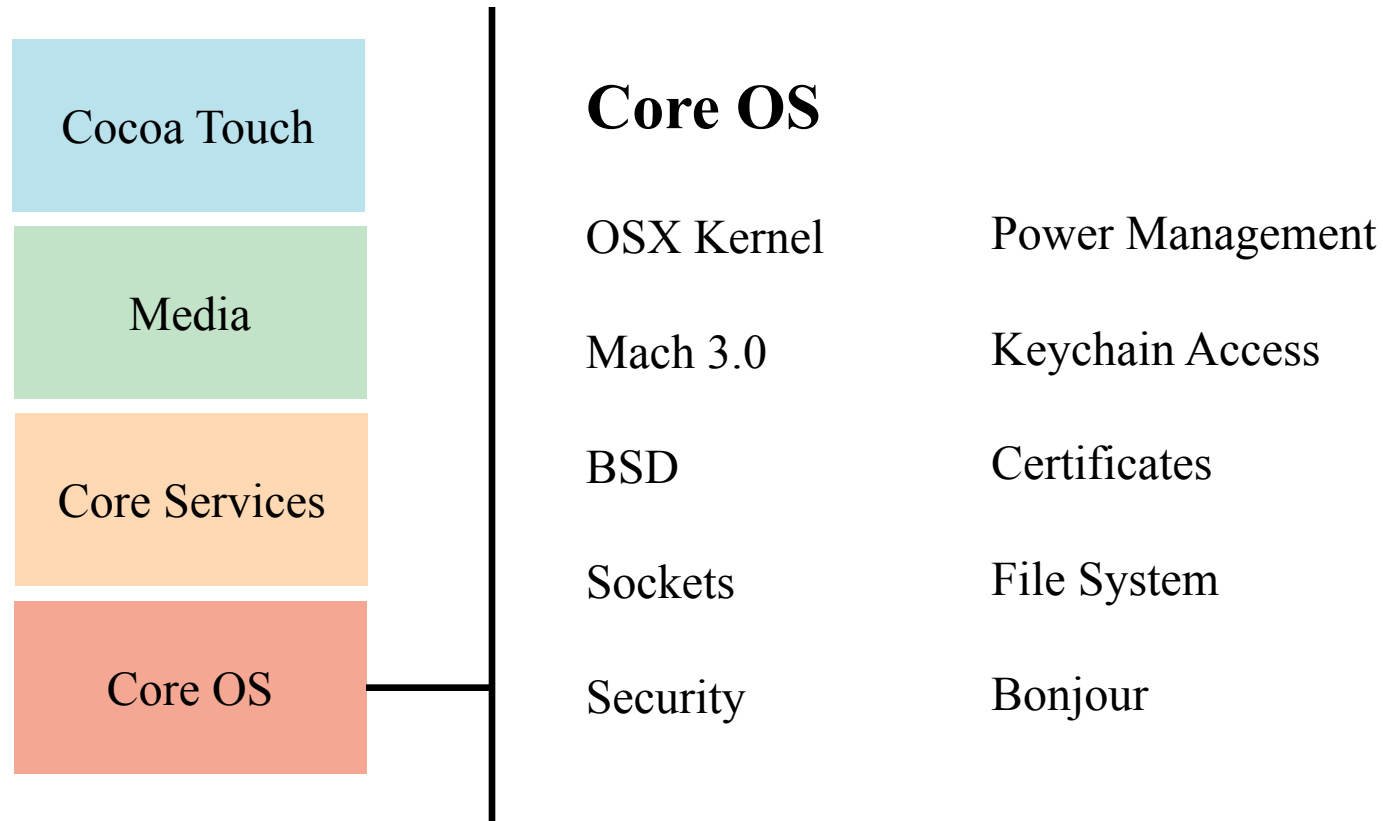 Cocoa Touch
Media
Core Services
Core OS
Core OS
OSX Kernel
Mach 3.0
BSD
Sockets
Security
Power Management
Keychain Access
Certificates
File System
Bonjour